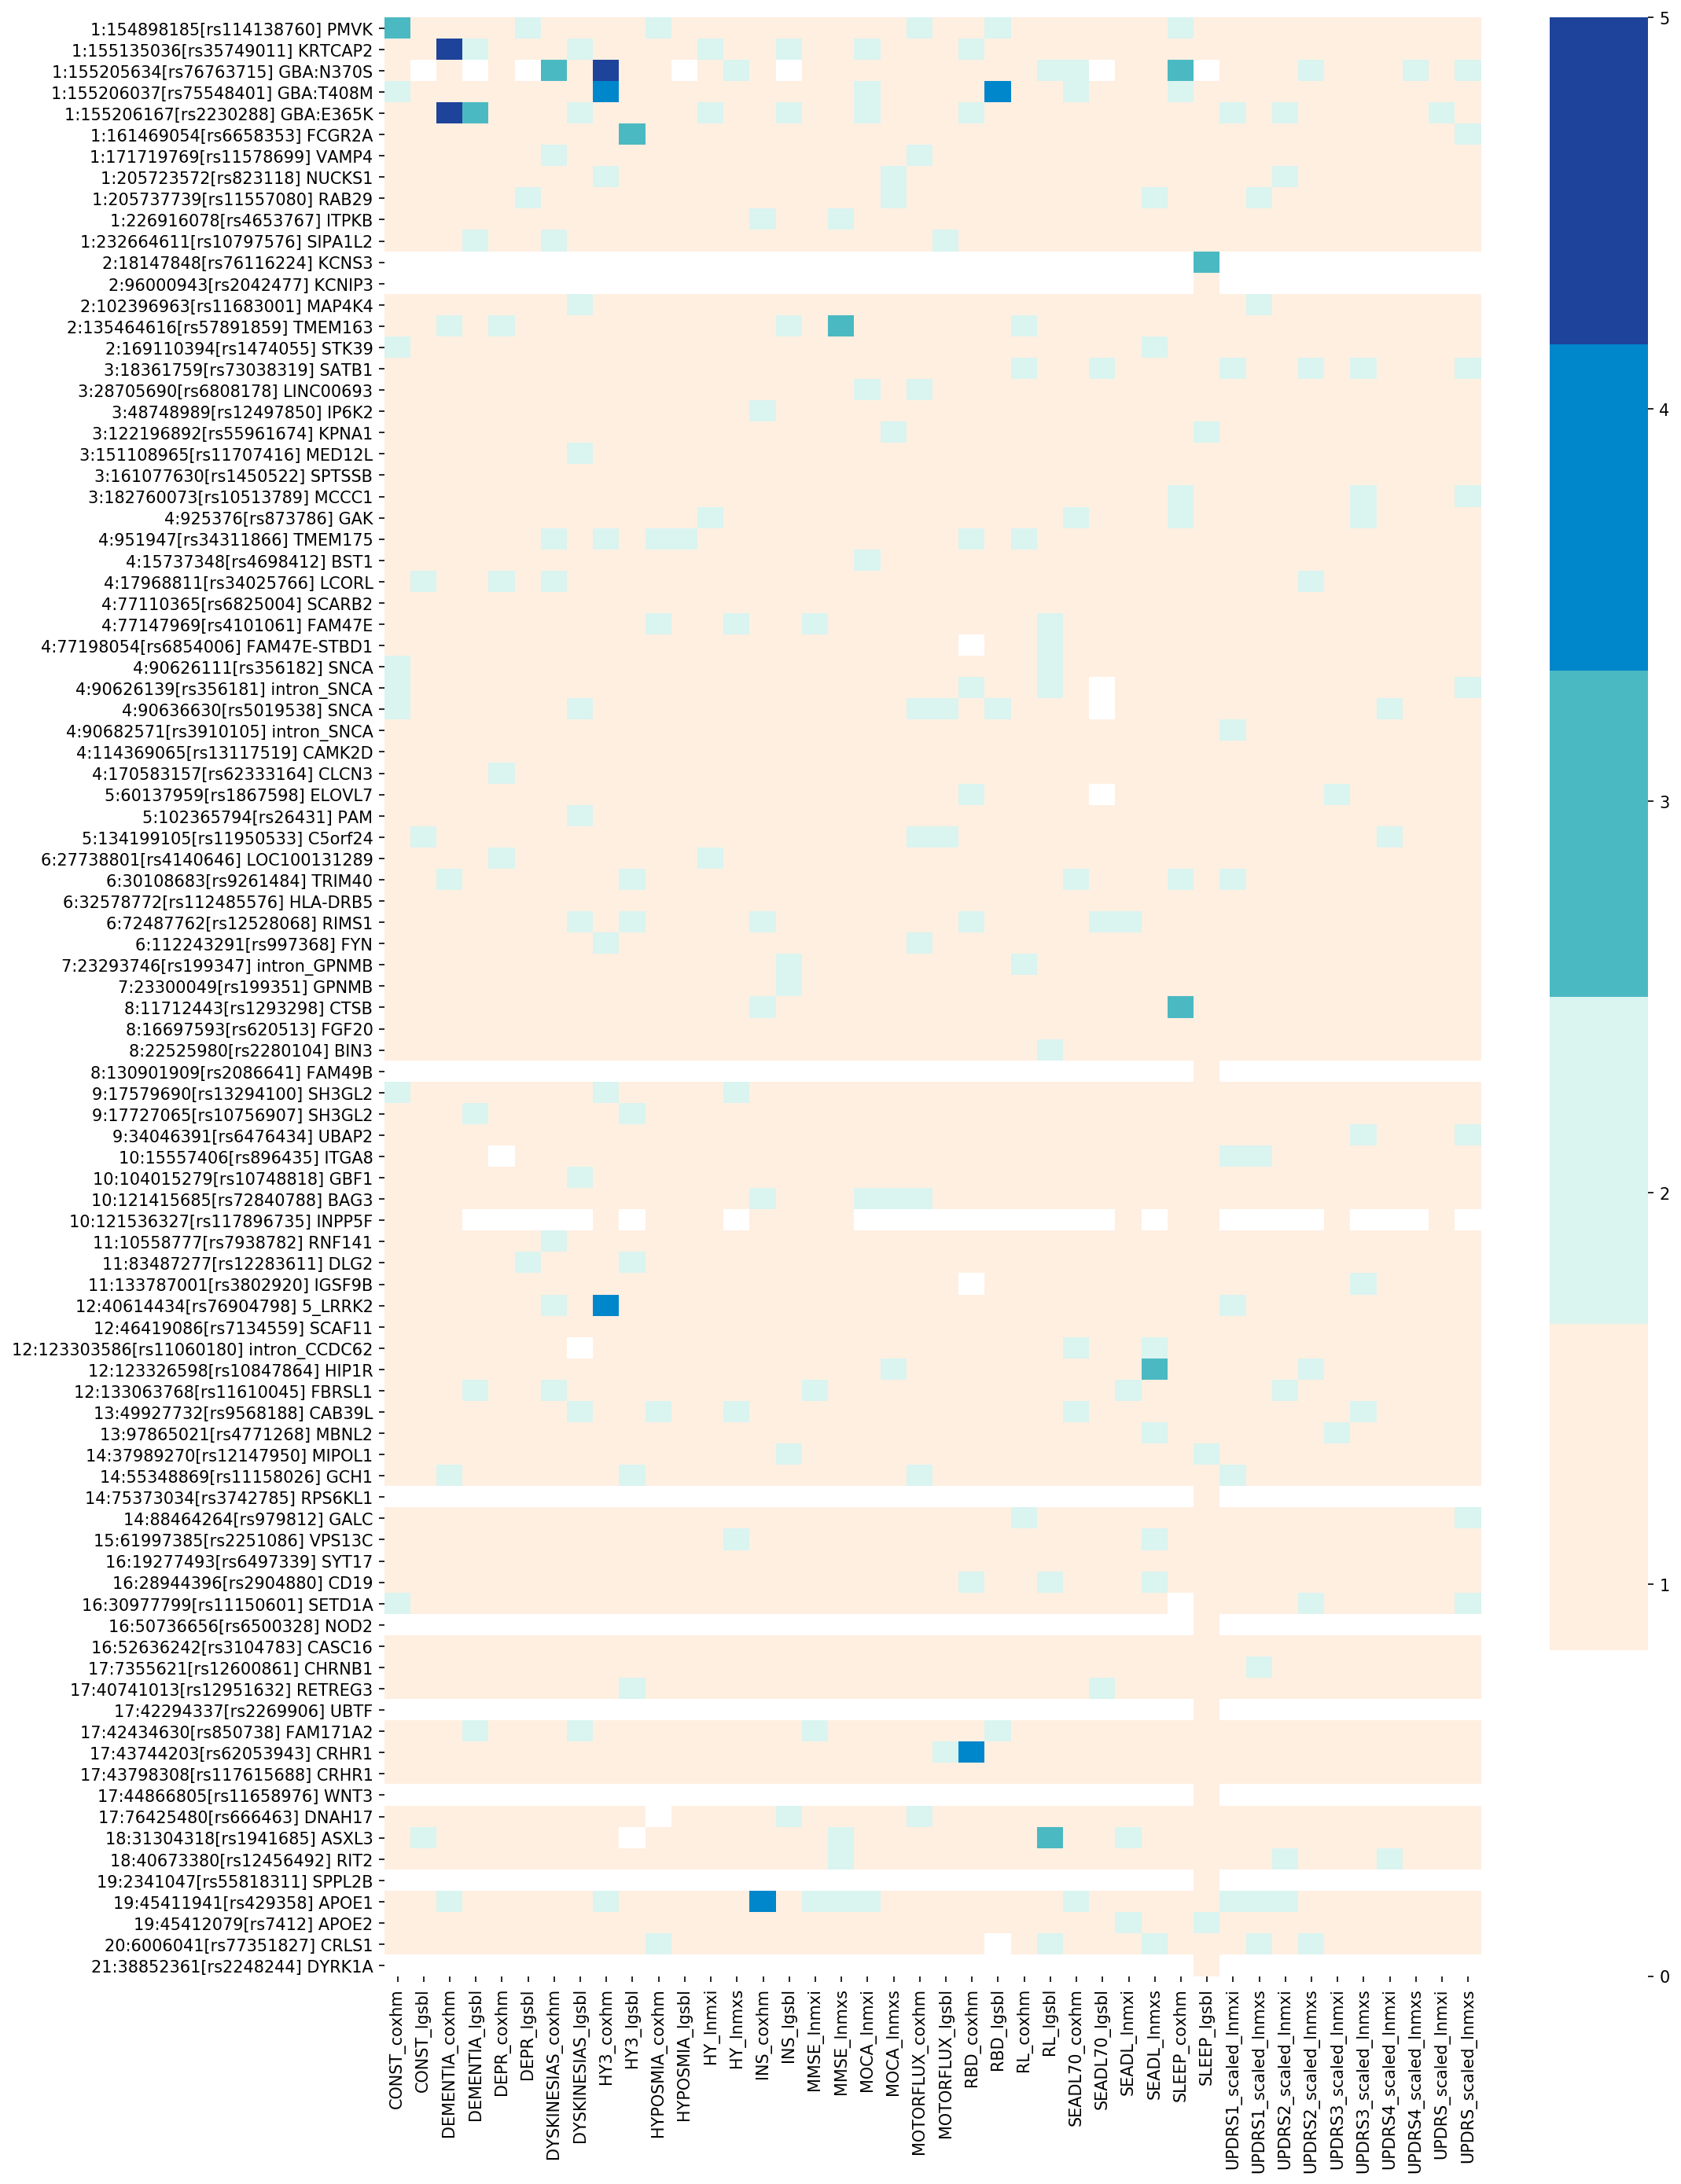 1:154898185[rs114138760] PMVK
1:155135036[rs35749011] KRTCAP2
1:155205634[rs76763715] GBA:N370S
1:155206037[rs75548401] GBA:T408M
1:155206167[rs2230288] GBA:E365K
1:161469054[rs6658353] FCGR2A
1:171719769[rs11578699] VAMP4
1:205723572[rs823118] NUCKS1
1:205737739[rs11557080] RAB29
1:226916078[rs4653767] ITPKB
1:232664611[rs10797576] SIPA1L2
2:18147848[rs76116224] KCNS3
2:96000943[rs2042477] KCNIP3
2:102396963[rs11683001] MAP4K4
2:135464616[rs57891859] TMEM163
2:169110394[rs1474055] STK39
3:18361759[rs73038319] SATB1
3:28705690[rs6808178] LINC00693
3:48748989[rs12497850] IP6K2
3:122196892[rs55961674] KPNA1
3:151108965[rs11707416] MED12L
3:161077630[rs1450522] SPTSSB
3:182760073[rs10513789] MCCC1
4:925376[rs873786] GAK
4:951947[rs34311866] TMEM175
4:15737348[rs4698412] BST1
4:17968811[rs34025766] LCORL
4:77110365[rs6825004] SCARB2
4:77147969[rs4101061] FAM47E
4:77198054[rs6854006] FAM47E-STBD1
4:90626111[rs356182] SNCA
4:90626139[rs356181] intron_SNCA
4:90636630[rs5019538] SNCA
4:90682571[rs3910105] intron_SNCA
4:114369065[rs13117519] CAMK2D
4:170583157[rs62333164] CLCN3
5:60137959[rs1867598] ELOVL7
5:102365794[rs26431] PAM
5:134199105[rs11950533] C5orf24
6:27738801[rs4140646] LOC100131289
6:30108683[rs9261484] TRIM40
6:32578772[rs112485576] HLA-DRB5
6:72487762[rs12528068] RIMS1
6:112243291[rs997368] FYN
7:23293746[rs199347] intron_GPNMB
7:23300049[rs199351] GPNMB
8:11712443[rs1293298] CTSB
8:16697593[rs620513] FGF20
8:22525980[rs2280104] BIN3
8:130901909[rs2086641] FAM49B
9:17579690[rs13294100] SH3GL2
9:17727065[rs10756907] SH3GL2
9:34046391[rs6476434] UBAP2
10:15557406[rs896435] ITGA8
10:104015279[rs10748818] GBF1
10:121415685[rs72840788] BAG3
10:121536327[rs117896735] INPP5F
11:10558777[rs7938782] RNF141
11:83487277[rs12283611] DLG2
11:133787001[rs3802920] IGSF9B
12:40614434[rs76904798] 5_LRRK2
12:46419086[rs7134559] SCAF11
12:123303586[rs11060180] intron_CCDC62
12:123326598[rs10847864] HIP1R
12:133063768[rs11610045] FBRSL1
13:49927732[rs9568188] CAB39L
13:97865021[rs4771268] MBNL2
14:37989270[rs12147950] MIPOL1
14:55348869[rs11158026] GCH1
14:75373034[rs3742785] RPS6KL1
14:88464264[rs979812] GALC
15:61997385[rs2251086] VPS13C
16:19277493[rs6497339] SYT17
16:28944396[rs2904880] CD19
16:30977799[rs11150601] SETD1A
16:50736656[rs6500328] NOD2
16:52636242[rs3104783] CASC16
17:7355621[rs12600861] CHRNB1
17:40741013[rs12951632] RETREG3
17:42294337[rs2269906] UBTF
17:42434630[rs850738] FAM171A2
17:43744203[rs62053943] CRHR1
17:43798308[rs117615688] CRHR1
17:44866805[rs11658976] WNT3
17:76425480[rs666463] DNAH17
18:31304318[rs1941685] ASXL3
18:40673380[rs12456492] RIT2
19:2341047[rs55818311] SPPL2B
19:45411941[rs429358] APOE1
19:45412079[rs7412] APOE2
20:6006041[rs77351827] CRLS1
21:38852361[rs2248244] DYRK1A
CONST_coxhm
CONST_lgsbl
DEMENTIA_coxhm
DEMENTIA_lgsbl
DEPR_coxhm
DEPR_lgsbl
DYSKINESIAS_coxhm
DYSKINESIAS_lgsbl
HY3_coxhm
HY3_lgsbl
HYPOSMIA_coxhm
HYPOSMIA_lgsbl
HY_lnmxi
HY_lnmxs
INS_coxhm
INS_lgsbl
MMSE_lnmxi
MMSE_lnmxs
MOCA_lnmxi
MOCA_lnmxs
MOTORFLUX_coxhm
MOTORFLUX_lgsbl
RBD_coxhm
RBD_lgsbl
RL_coxhm
RL_lgsbl
SEADL70_coxhm
SEADL70_lgsbl
SEADL_lnmxi
SEADL_lnmxs
SLEEP_coxhm
SLEEP_lgsbl
UPDRS1_scaled_lnmxi
UPDRS1_scaled_lnmxs
UPDRS2_scaled_lnmxi
UPDRS2_scaled_lnmxs
UPDRS3_scaled_lnmxi
UPDRS3_scaled_lnmxs
UPDRS4_scaled_lnmxi
UPDRS4_scaled_lnmxs
UPDRS_scaled_lnmxi
UPDRS_scaled_lnmxs
5
4
3
2
1
0